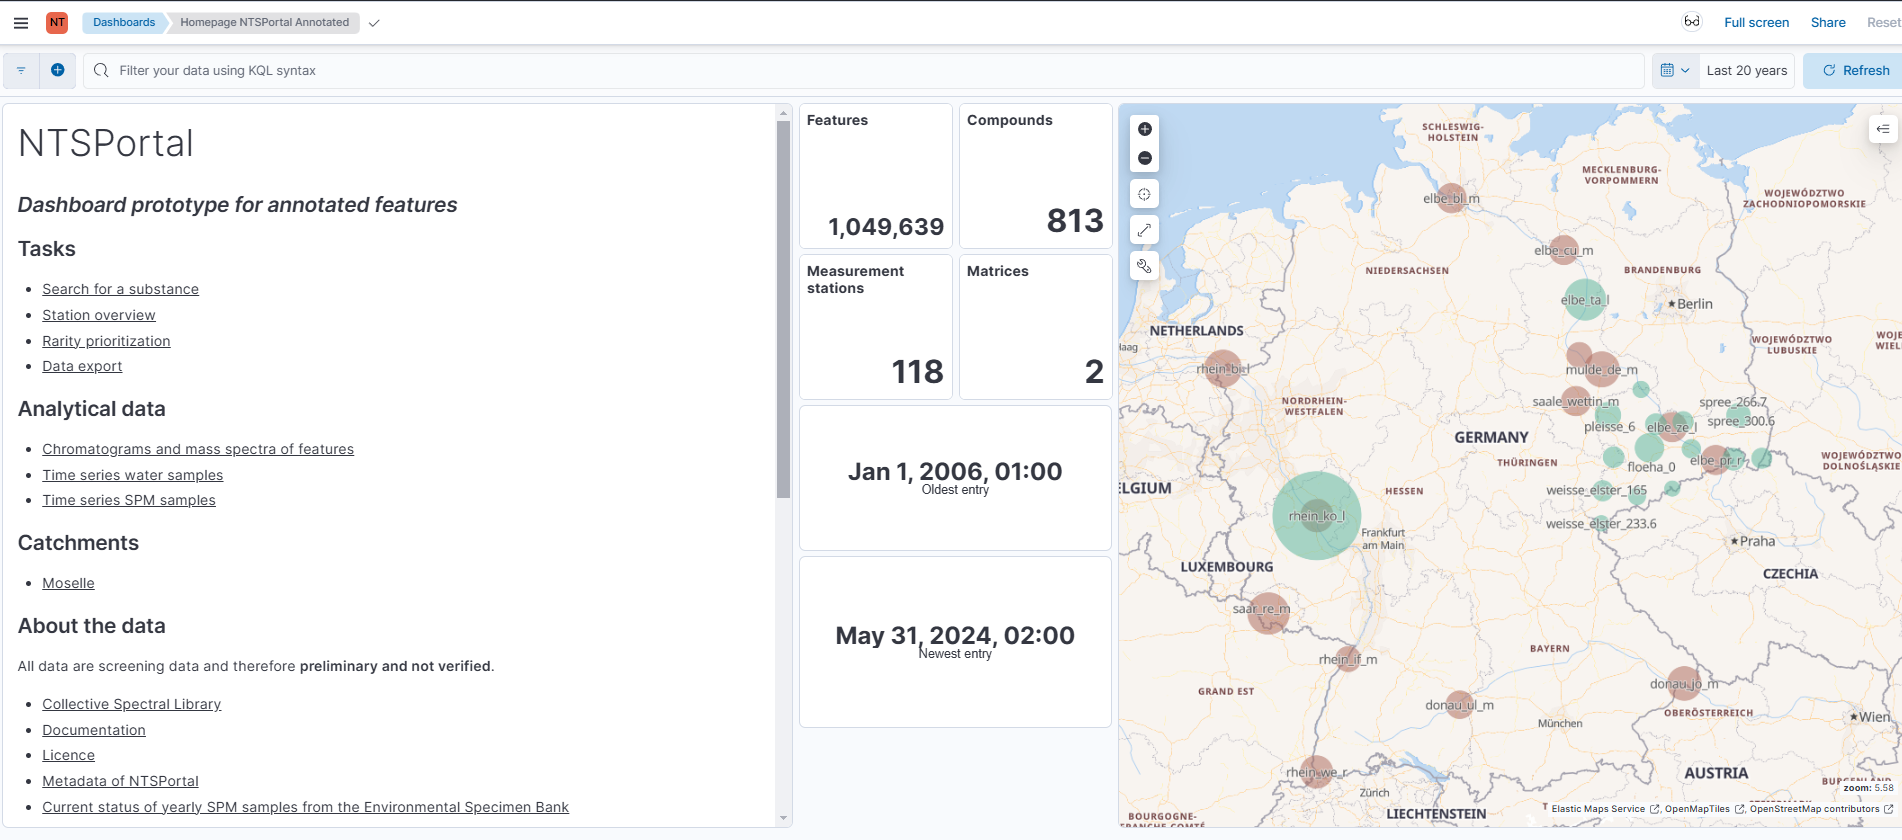 NT Dashboards Homepage NTSPortal Annotated Full screen Share Reset
Filter your data using KQL syntax Last 20 years Refresh
NTSPortal
Dashboard prototype for annotated features
Tasks
Search for a substance
Station overview
Rarity prioritization
Data export
Analytical data
Chromatograms and mass spectra of features
Time series water samples
Time series SPM samples
Catchments
Moselle
About the data
All data are screening data and therefore preliminary and not verified.
Collective Spectral Library
Documentation
Licence
Metadata of NTSPortal
Current status of yearly SPM samples from the Environmental Specimen Bank
Features
1,049,639
Compounds
813
Measurement
stations
118
Matrices
2
Jan 1, 2006, 01:00
Oldest entry
May 31, 2024, 02:00
Newest entry
SCHLESWIG-
HOLSTEIN
MECKLENBURG-
VORPOMMERN
WOJEWÓDZTWO
ZACHODNIOPOMORSKIE
elbe_bl_m
elbe_cu_m
NIEDERSACHSEN
BRANDENBURG
elbe_ta_l
Berlin
NETHERLANDS
WOJEWÓDZTWO
LUBUSKIE
rhein_bi_l
mulde_de_m
NORDRHEIN-
WESTFALEN
saale_wettin_m
spree_266.7
spree_300.6
pleisse_6
elbe_ze_l
GERMANY
THÜRINGEN
floeha_0
elbe_pr_r
WOJEWÓDZTWO
DOLNOŚLĄSKIE
HESSEN
weisse_elster_165
rhein_ko_l
weisse_elster_233.6
Frankfurt
am Main
Praha
LUXEMBOURG
CZECHIA
saar_re_m
rhein_if_m
BAYERN
GRAND EST
donau_jo_m
donau_ul_m
OBERÖSTERREICH
München
Wien
rhein_we_r
AUSTRIA
Zürich
zoom: 5.58
LIECHTENSTEIN
BOURGOGNE-
FRANCHE-COMTÉ
Elastic Maps Service , OpenMapTiles , OpenStreetMap contributors